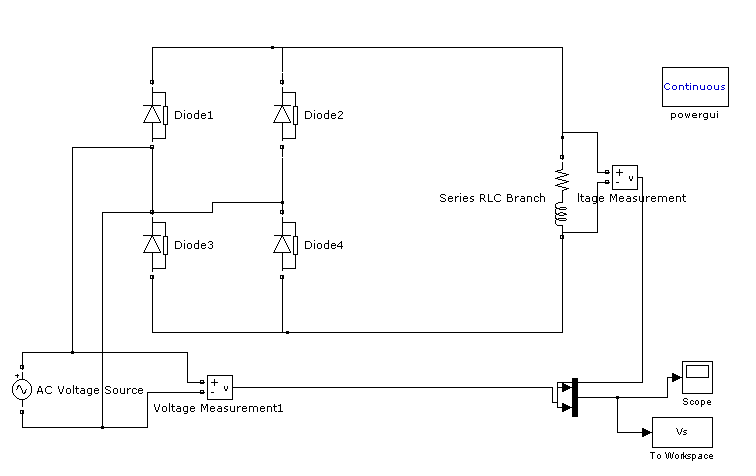 Continuous
powergui
Diode1
Diode2
Series RLC Branch
+
-
v
ltage Measurement
Diode3
Diode4
+
AC Voltage Source
+
-
v
Voltage Measurement1
Scope
Vs
To Workspace